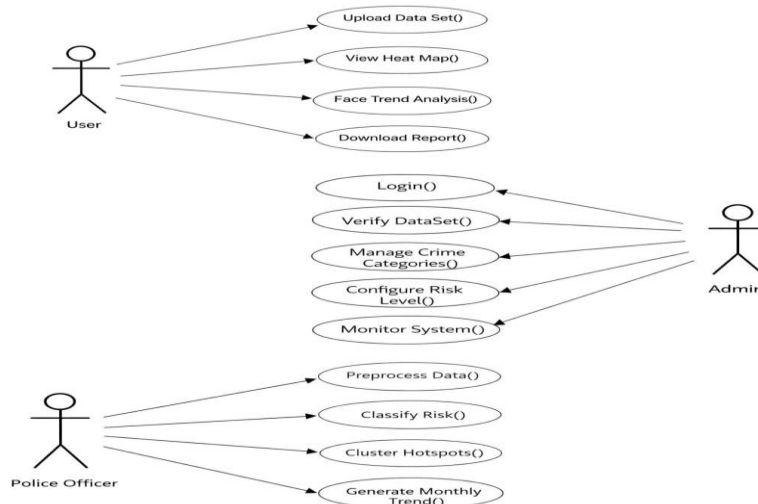 Upload Data Set()
View Heat Map()
Face Trend Analysis()
Download Report()
User
Login()
Verify DataSet()
Manage Crime
Categories()
Configure Risk
Level()
Monitor System()
Admin
Preprocess Data()
Classify Risk()
Cluster Hotspots()
Generate Monthly
Trend()
Police Officer